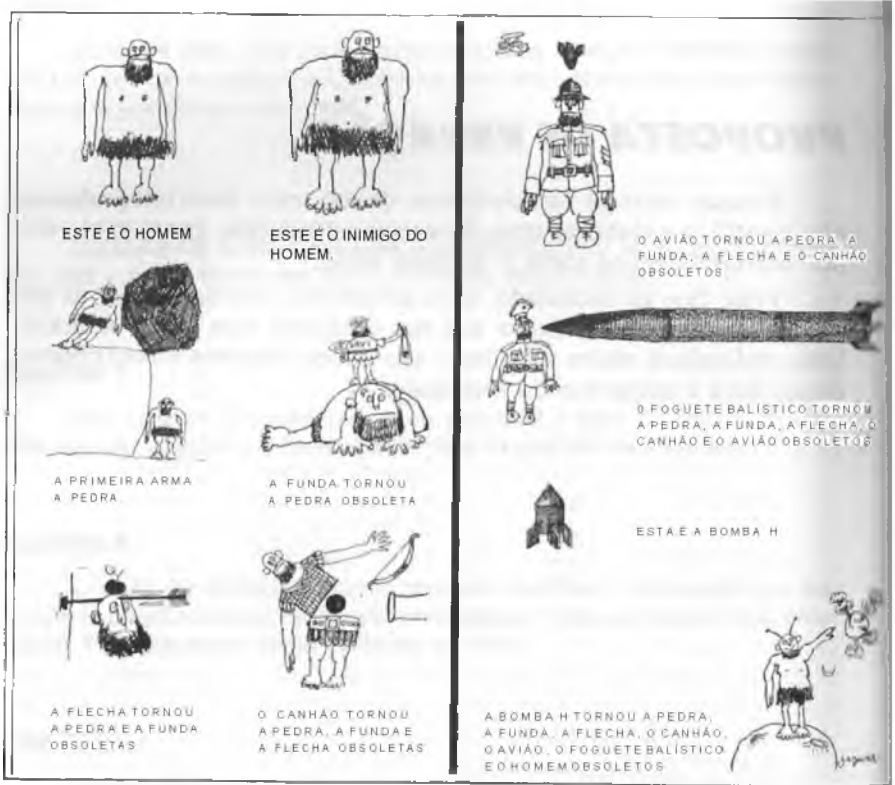 ESTE É O HOMEM
ESTE E O INIMIGO DO
HOMEM.
A PRIMEIRA ARMA
A PEDRA.
A FUNDA TORNOU
A PEDRA OBSOLETA
A FLECHA TORNOU
A PEDRA E A FUNDA
OBSOLETAS
O CANHÃO TORNOU
A PEDRA, A FUNDA E
A FLECHA OBSOLETAS
O AVIÃO TORNOU A PEDRA A
FUNDA, A FLECHA E O CANHÃO
OBSOLETOS
O FOGUETE BALÍSTICO TORNOU
A PEDRA, A FUNDA, A FLECHA, O
CANHÃO E O AVIÃO OBSOLETOS
ESTA É A BOMBA H
A BOMBA H TORNOU A PEDRA,
A FUNDA, A FLECHA, O CANHÃO,
O AVIÃO, O FOGUETE BALÍSTICO
E O HOMEM OBSOLETOS
jaguar